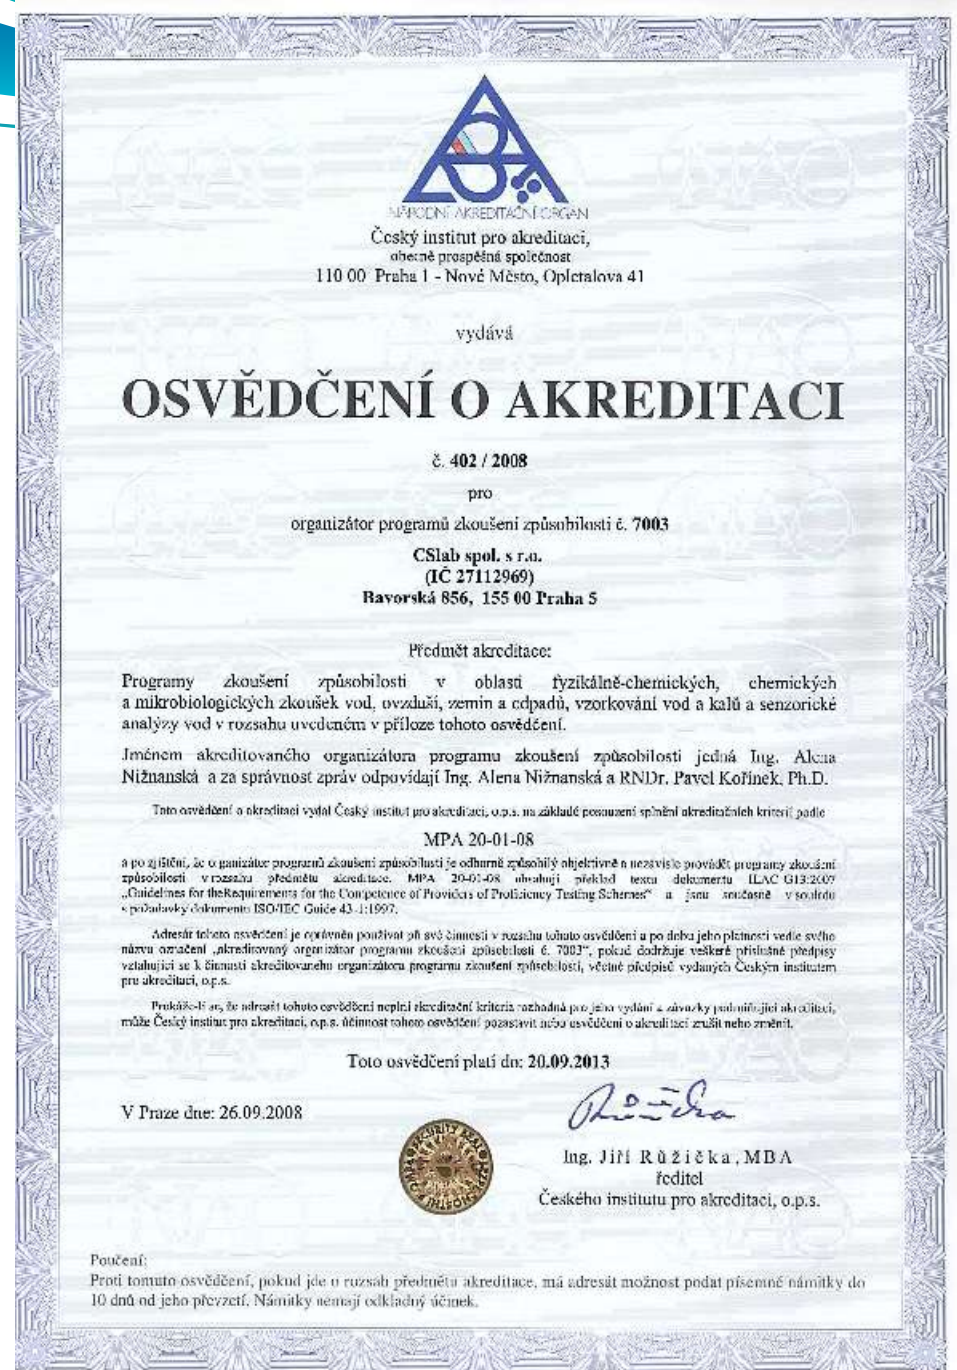 NÁRODNÍ AKREDITAČNÍ ORGÁN
Český institut pro akreditaci,
obecně prospěšná společnost
110 00 Praha 1 - Nové Město, Opletalova 41
vydává
OSVĚDČENÍ O AKREDITACI
č. 402 / 2008
pro
organizátor programů zkoušení způsobilosti č. 7003
CSlab spol. s r.o.
(IČ 27112969)
Bavorská 856, 155 00 Praha 5
Předmět akreditace:
Programy zkoušení způsobilosti v oblasti fyzikálně-chemických, chemických
a mikrobiologických zkoušek vod, ovzduší, zemin a odpadů, vzorkování vod a kalů a senzorické
analýzy vod v rozsahu uvedeném v příloze tohoto osvědčení.
Jménem akreditovaného organizátora programu zkoušení způsobilosti jedná Ing. Alena
Nižnanská a za správnost zpráv odpovídají Ing. Alena Nižnanská a RNDr. Pavel Kořínek, Ph.D.
Toto osvědčení o akreditaci vydal Český institut pro akreditaci, o.p.s. na základě posouzení splnění akreditačních kriterií podle
MPA 20-01-08
a po zjištění, že organizátor programů zkoušení způsobilosti je odborně způsobilý objektivně a nezávisle provádět programy zkoušení
způsobilosti v rozsahu předmětu akreditace. MPA 20-01-08 obsahují překlad textu dokumentu ILAC G13:2007
„Guidelines for theRequirements for the Competence of Providers of Proficiency Testing Schemes“ a jsou současně v souladu
s požadavky dokumentu ISO/IEC Guide 43-1:1997.
Adresát tohoto osvědčení je oprávněn používat při své činnosti v rozsahu tohoto osvědčení a po dobu jeho platnosti vedle svého
názvu označení „akreditovaný organizátor programu zkoušení způsobilosti č. 7003“, pokud dodržuje veškeré příslušné předpisy
vztahující se k činnosti akreditovaného organizátora programu zkoušení způsobilosti, včetně předpisů vydaných Českým institutem
pro akreditaci, o.p.s.
Prokáže-li se, že adresát tohoto osvědčení neplní akreditační kriteria rozhodná pro jeho vydání a závazky podmiňující akreditaci,
může Český institut pro akreditaci, o.p.s. účinnost tohoto osvědčení pozastavit nebo osvědčení o akreditaci zrušit nebo změnit.
Toto osvědčení platí do: 20.09.2013
V Praze dne: 26.09.2008
Ing. Jiří Růžička, MBA
ředitel
Českého institutu pro akreditaci, o.p.s.
Poučení:
Proti tomuto osvědčení, pokud jde o rozsah předmětu akreditace, má adresát možnost podat písemné námitky do
10 dnů od jeho převzetí. Námitky nemají odkladný účinek.